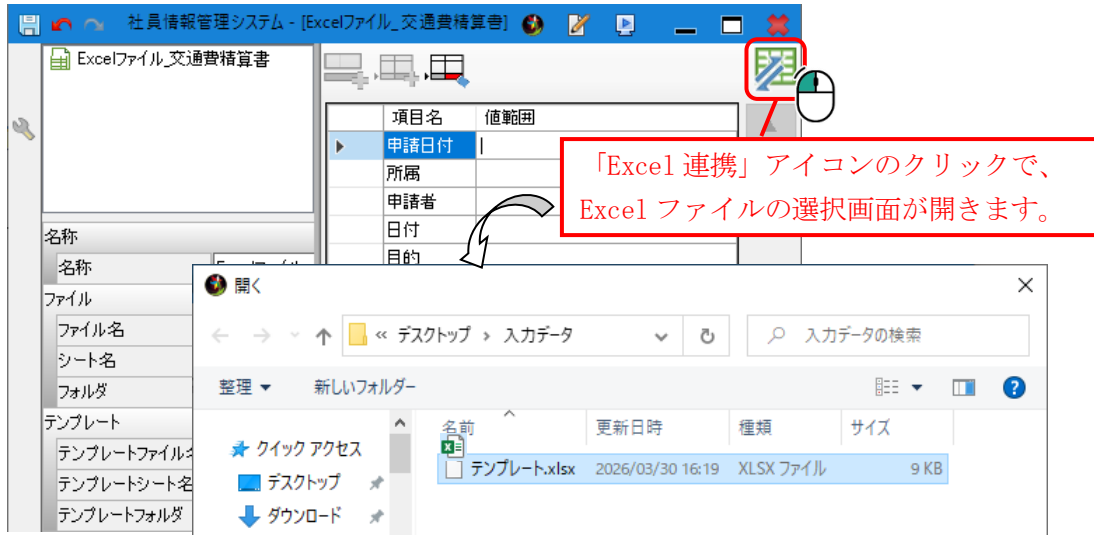 社員情報管理システム - [Excelファイル_交通費精算書]
Excelファイル_交通費精算書
項目名 値範囲
申請日付
所属
申請者
日付
目的
「Excel 連携」アイコンのクリックで、
Excel ファイルの選択画面が開きます。
名称
名称
ファイル
ファイル名
シート名
フォルダ
テンプレート
テンプレートファイル
テンプレートシート名
テンプレートフォルダ
開く
« デスクトップ › 入力データ
入力データの検索
整理 新しいフォルダー
名前 更新日時 種類 サイズ
クイック アクセス
デスクトップ
ダウンロード
テンプレート.xlsx 2026/03/30 16:19 XLSX ファイル 9 KB